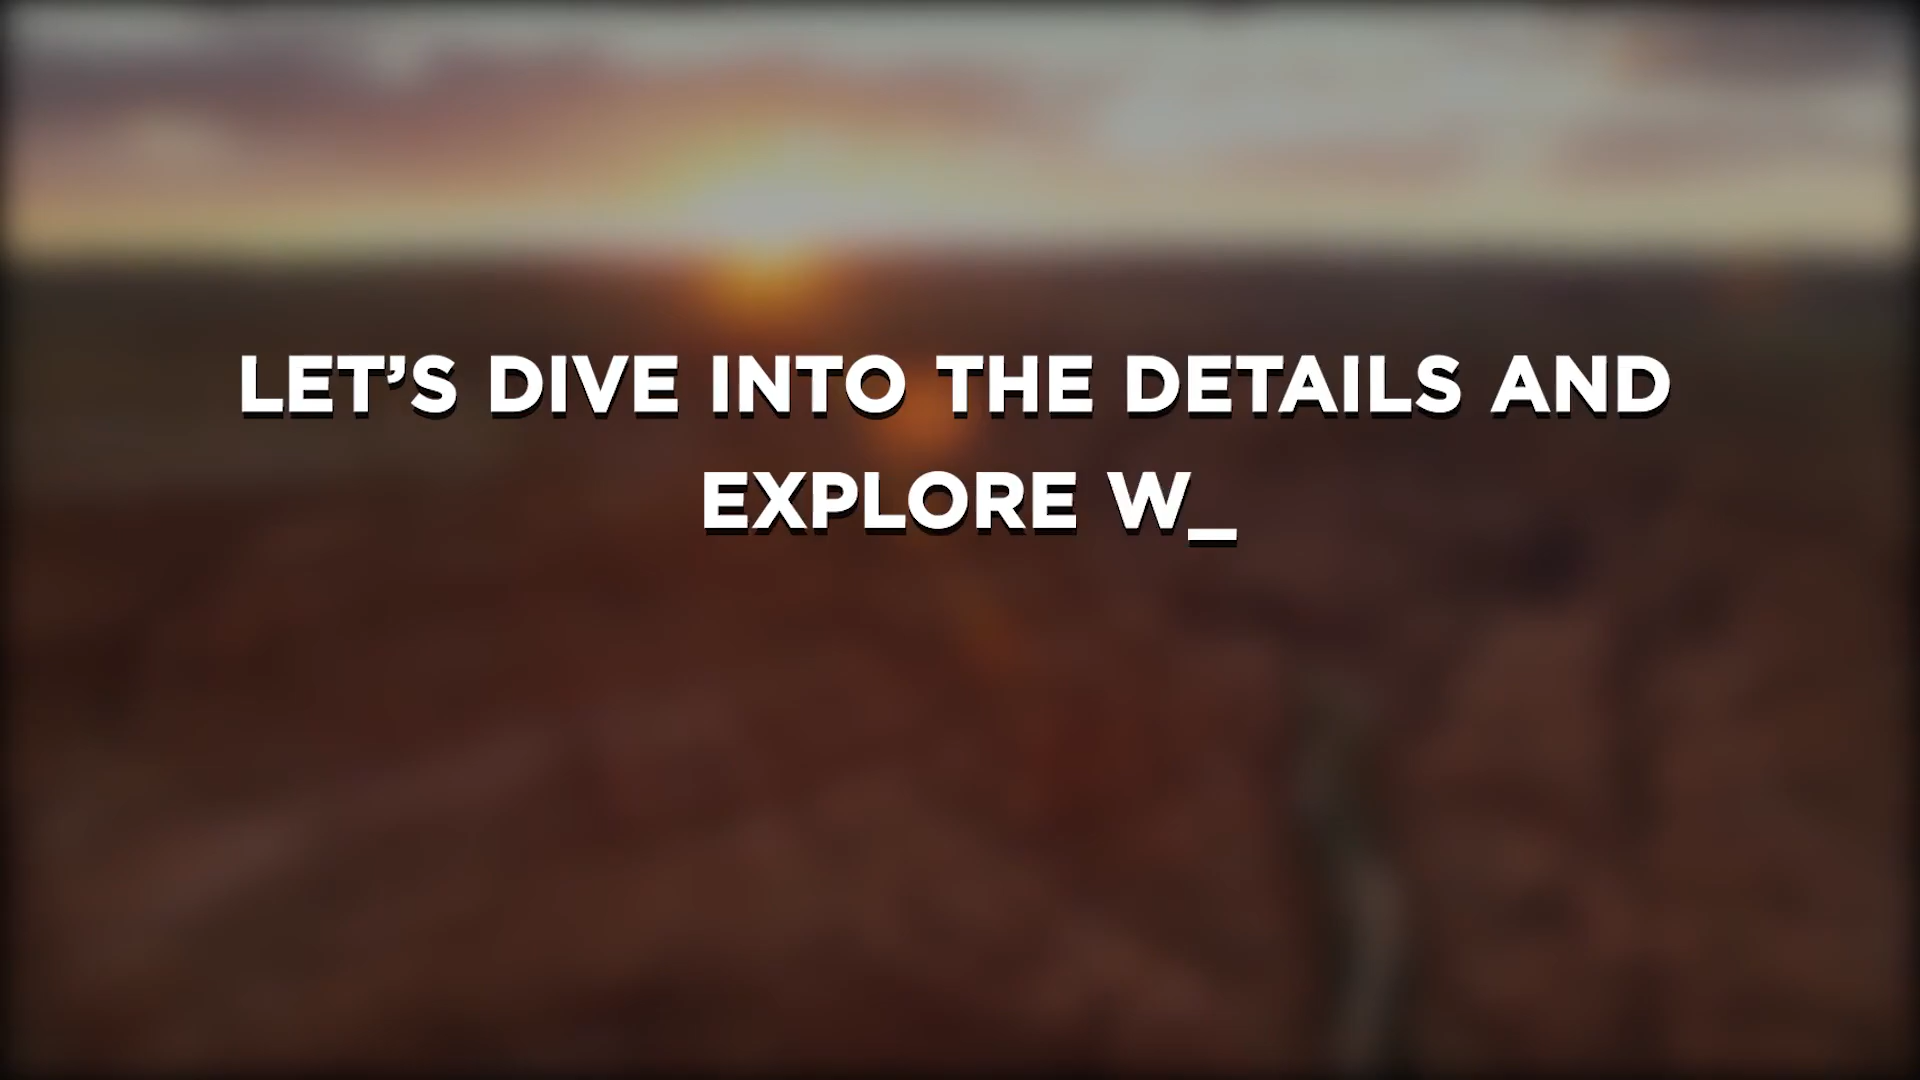 LET’S DIVE INTO THE DETAILS AND
EXPLORE W_